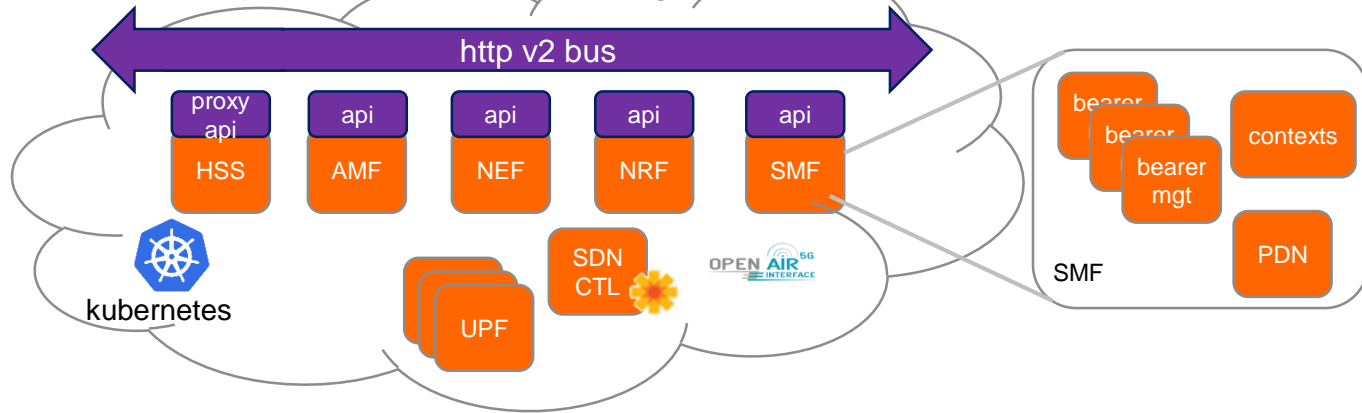 http v2 bus
proxy
api
api
api
api
api
HSS
AMF
NEF
NRF
SMF
kubernetes
UPF
SDN
CTL
OPEN AIR 5G
INTERFACE
bearer
bearer
bearer
mgt
contexts
PDN
SMF